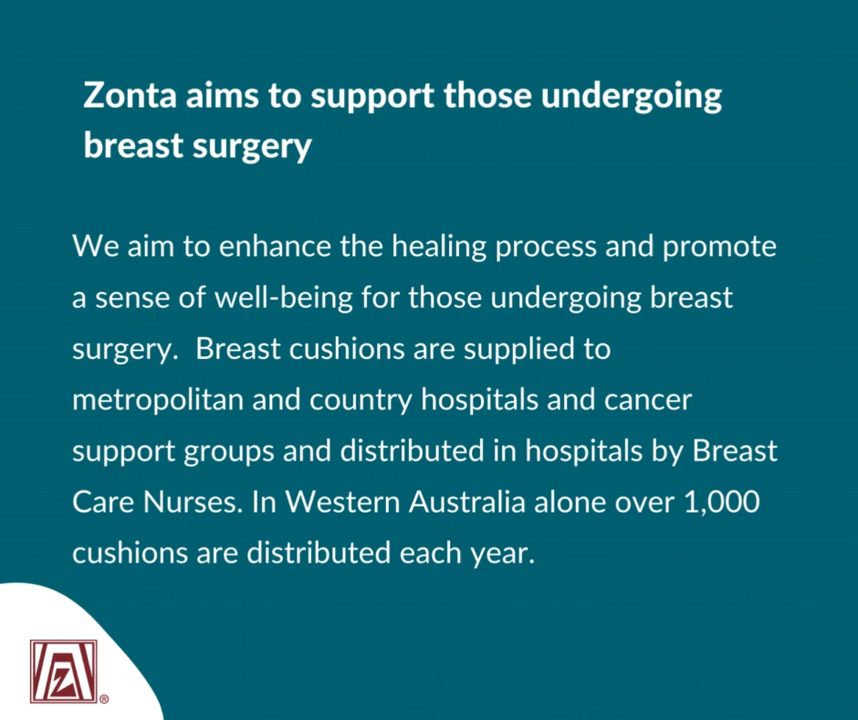 Zonta aims to support those undergoing
breast surgery
We aim to enhance the healing process and promote
a sense of well-being for those undergoing breast
surgery.  Breast cushions are supplied to
metropolitan and country hospitals and cancer
support groups and distributed in hospitals by Breast
Care Nurses. In Western Australia alone over 1,000
cushions are distributed each year.
®